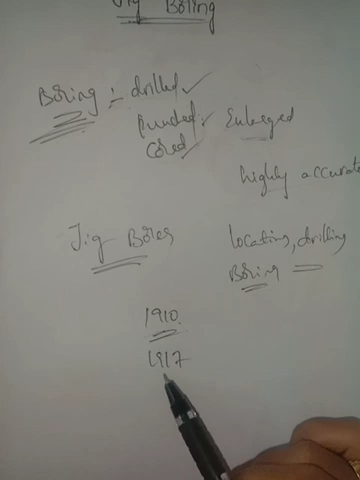 Jig Boring
Boring :- drilled ✓
punched ✓ Enlarged
cored ✓
highly accurate
Jig Bores locating, drilling
Boring =
1910.
1917